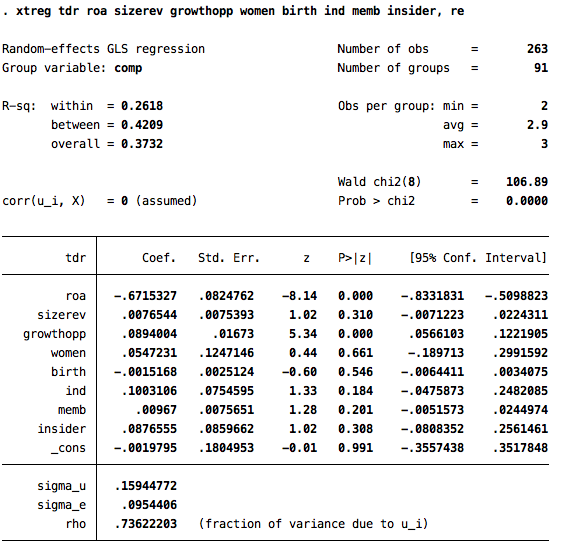 . xtreg tdr roa sizerev growthopp women birth ind memb insider, re
Random-effects GLS regression Number of obs = 263
Group variable: comp Number of groups = 91
R-sq: within = 0.2618 Obs per group: min = 2
between = 0.4209 avg = 2.9
overall = 0.3732 max = 3
Wald chi2(8) = 106.89
corr(u_i, X) = 0 (assumed) Prob > chi2 = 0.0000
tdr Coef. Std. Err. z P>|z| [95% Conf. Interval]
roa -.6715327 .0824762 -8.14 0.000 -.8331831 -.5098823
sizerev .0076544 .0075393 1.02 0.310 -.0071223 .0224311
growthopp .0894004 .01673 5.34 0.000 .0566103 .1221905
women .0547231 .1247146 0.44 0.661 -.189713 .2991592
birth -.0015168 .0025124 -0.60 0.546 -.0064411 .0034075
ind .1003106 .0754595 1.33 0.184 -.0475873 .2482085
memb .00967 .0075651 1.28 0.201 -.0051573 .0244974
insider .0876555 .0859662 1.02 0.308 -.0808352 .2561461
_cons -.0019795 .1804953 -0.01 0.991 -.3557438 .3517848
sigma_u .15944772
sigma_e .0954406
rho .73622203 (fraction of variance due to u_i)